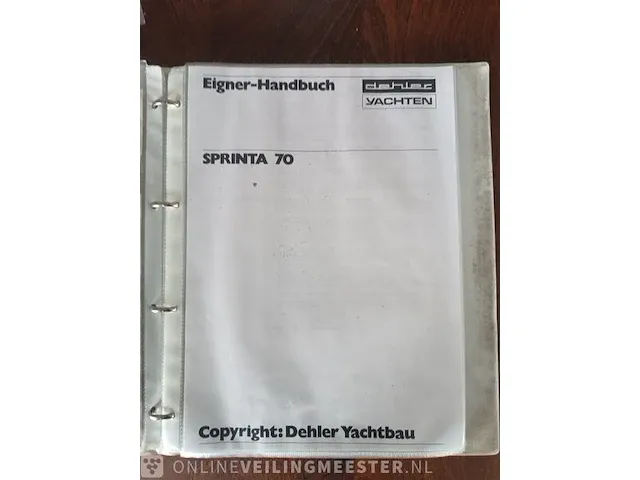 Eigner-Handbuch
dehler
YACHTEN
SPRINTA 70
Copyright: Dehler Yachtbau
ONLINEVEILINGMEESTER.NL